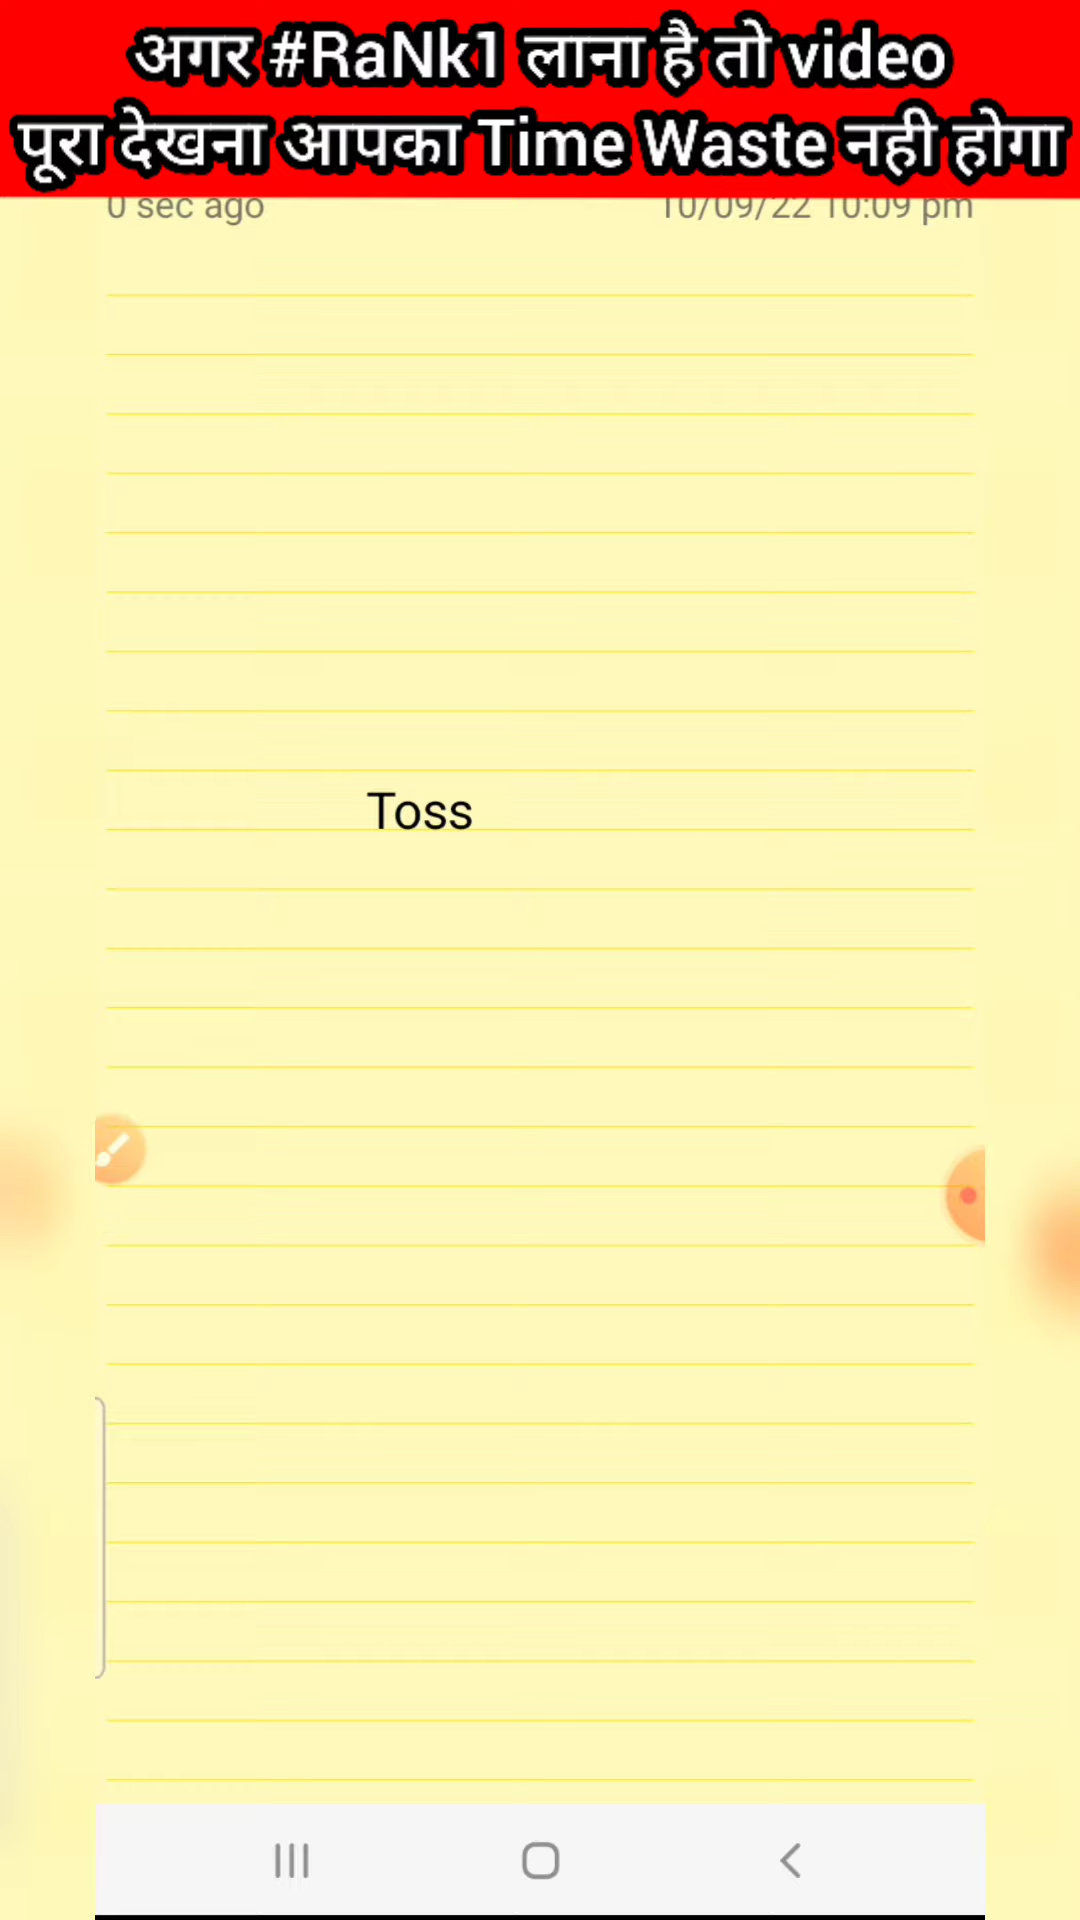 अगर #RaNk1 लाना है तो video
पूरा देखना आपका Time Waste नही होगा
0 sec ago 10/09/22 10:09 pm
Toss